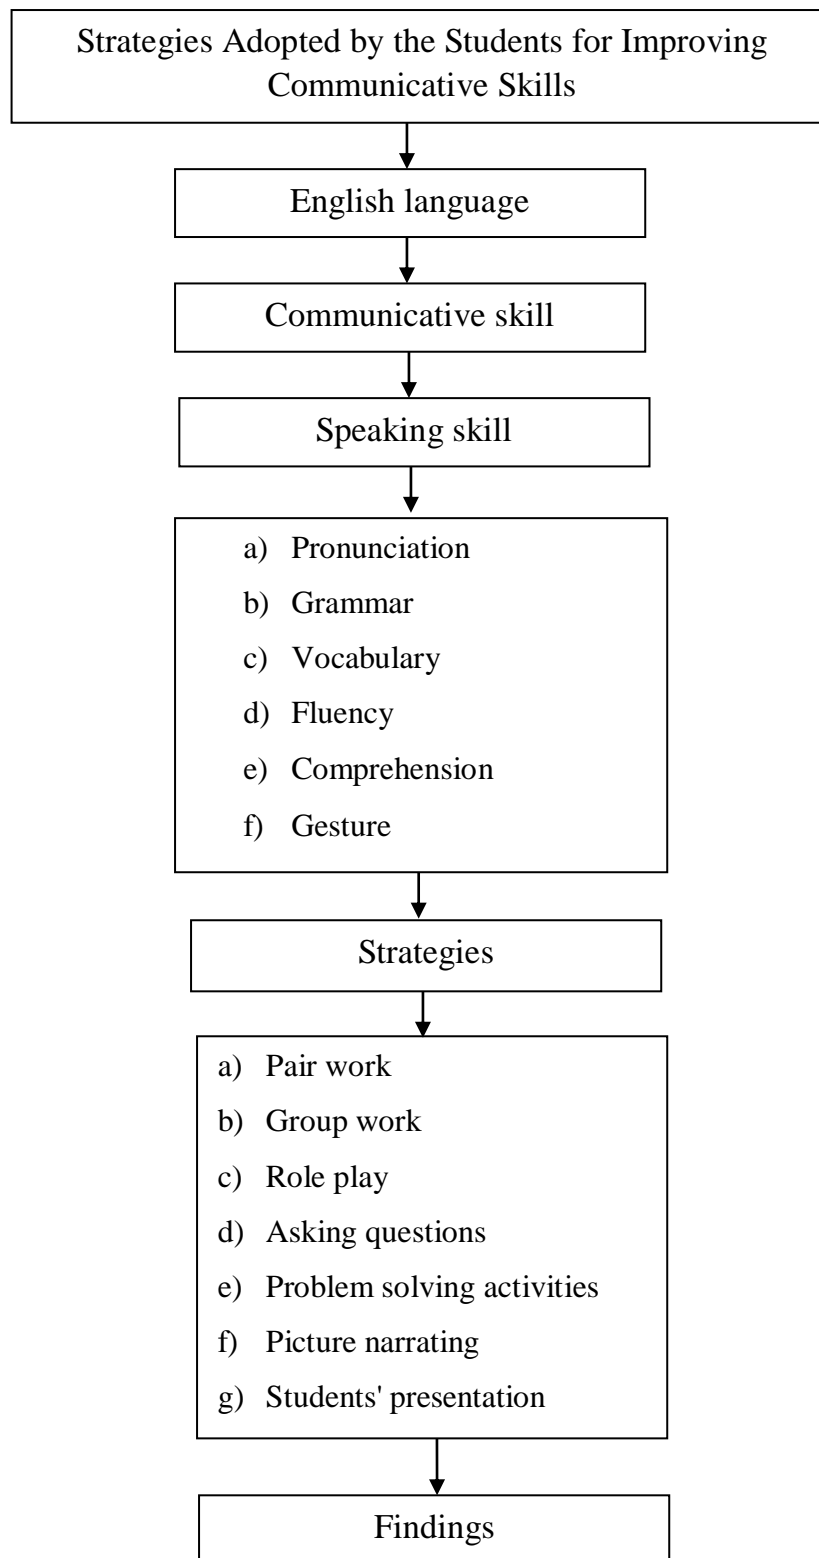 Strategies Adopted by the Students for Improving
Communicative Skills
English language
Communicative skill
Speaking skill
a) Pronunciation
b) Grammar
c) Vocabulary
d) Fluency
e) Comprehension
f) Gesture
Strategies
a) Pair work
b) Group work
c) Role play
d) Asking questions
e) Problem solving activities
f) Picture narrating
g) Students' presentation
Findings